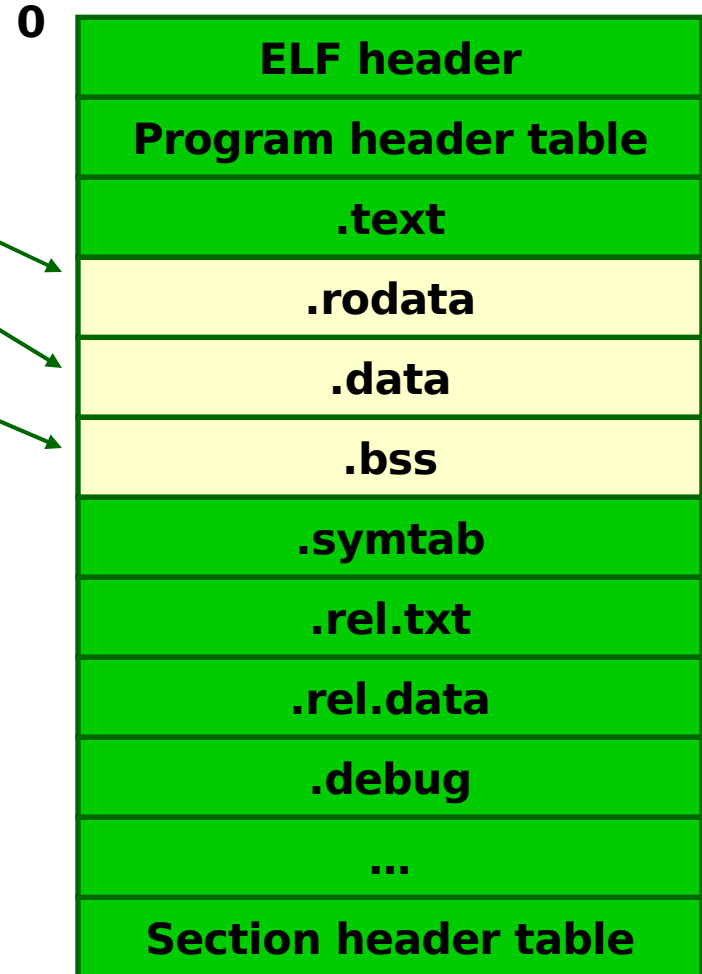 0
ELF header
Program header table
.text
.rodata
.data
.bss
.symtab
.rel.txt
.rel.data
.debug
…
Section header table